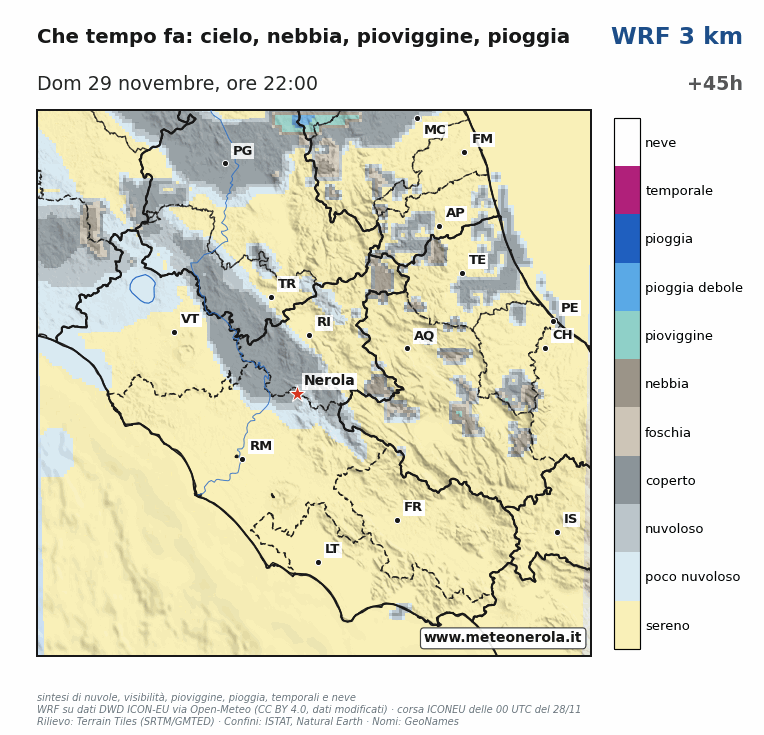 Che tempo fa: cielo, nebbia, pioviggine, pioggia
WRF 3 km
Dom 29 novembre, ore 22:00
+45h
MC
FM
PG
AP
TE
TR
PE
VT
RI
AQ
CH
Nerola
RM
FR
IS
LT
www.meteonerola.it
neve
temporale
pioggia
pioggia debole
pioviggine
nebbia
foschia
coperto
nuvoloso
poco nuvoloso
sereno
sintesi di nuvole, visibilità, pioviggine, pioggia, temporali e neve
WRF su dati DWD ICON-EU via Open-Meteo (CC BY 4.0, dati modificati) · corsa ICONEU delle 00 UTC del 28/11
Rilievo: Terrain Tiles (SRTM/GMTED) · Confini: ISTAT, Natural Earth · Nomi: GeoNames